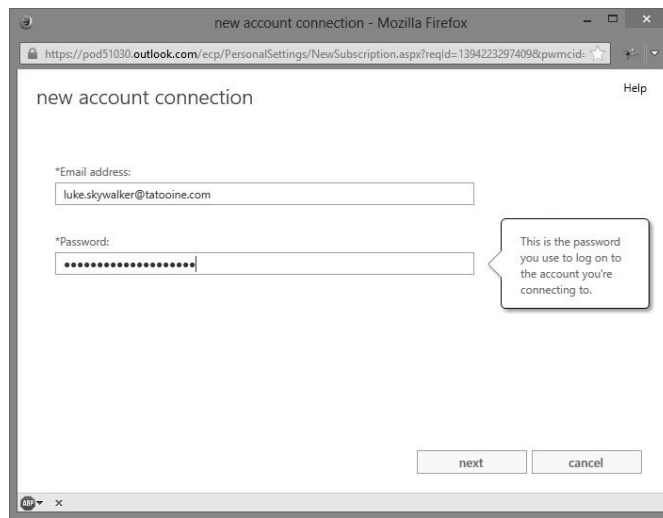 new account connection - Mozilla Firefox
https://pod51030.outlook.com/ecp/PersonalSettings/NewSubscription.aspx?reqId=1394223297409&pwmcid=
Help
new account connection
*Email address:
luke.skywalker@tatooine.com
*Password:
This is the password
you use to log on to
the account you're
connecting to.
next
cancel
ABP